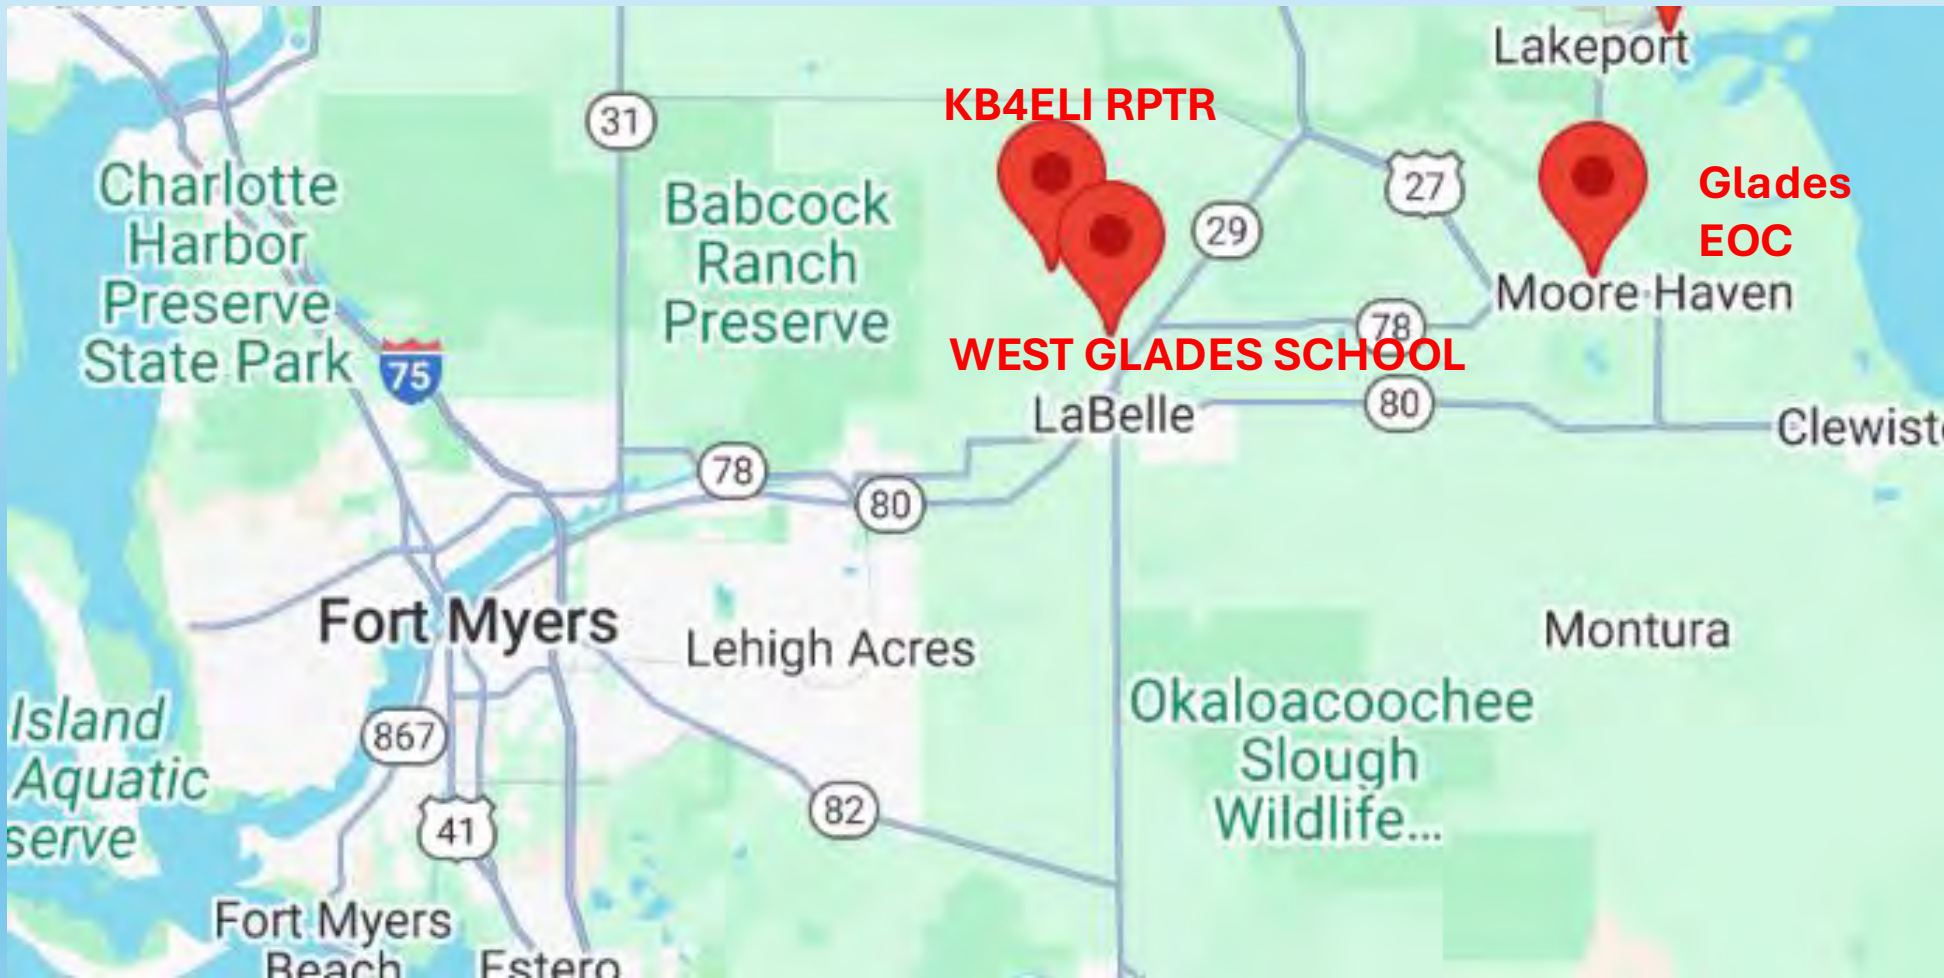 Lakeport
KB4ELI RPTR
31
27
Charlotte
Harbor
Preserve
State Park
Babcock
Ranch
Preserve
29
Glades
EOC
Moore Haven
75
78
WEST GLADES SCHOOL
LaBelle
80
Clewist
78
80
Fort Myers
Lehigh Acres
Montura
Okaloacoochee
Slough
Wildlife...
Island
Aquatic
serve
867
41
82
Fort Myers
Beach
Estero